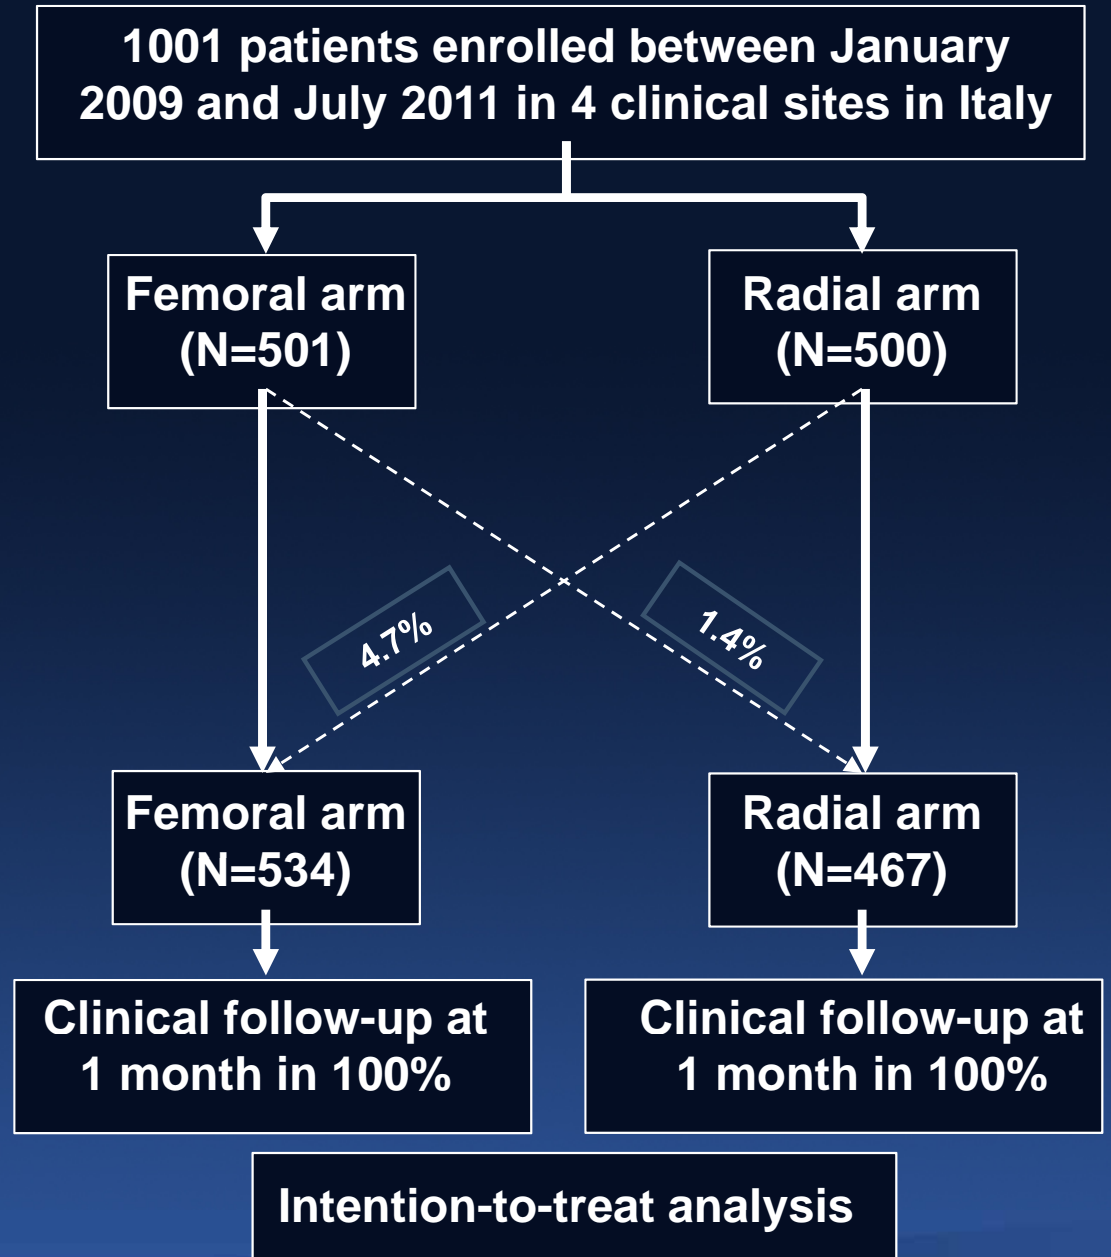 1001 patients enrolled between January
2009 and July 2011 in 4 clinical sites in Italy
Femoral arm
(N=501)
Radial arm
(N=500)
4.7%
1.4%
Femoral arm
(N=534)
Radial arm
(N=467)
Clinical follow-up at
1 month in 100%
Clinical follow-up at
1 month in 100%
Intention-to-treat analysis